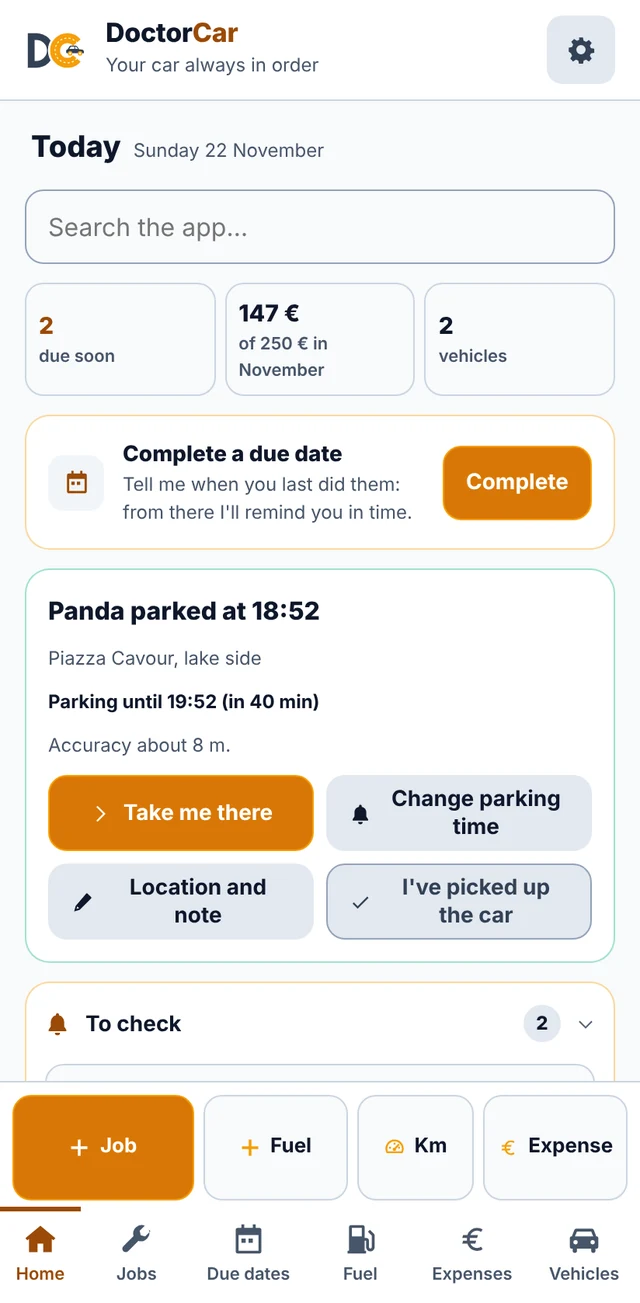 DC
DoctorCar
Your car always in order
Today Sunday 22 November
Search the app...
2
due soon
147 €
of 250 € in
November
2
vehicles
Complete a due date
Tell me when you last did them:
from there I'll remind you in time.
Complete
Panda parked at 18:52
Piazza Cavour, lake side
Parking until 19:52 (in 40 min)
Accuracy about 8 m.
Take me there
Change parking
time
Location and
note
I've picked up
the car
To check
2
+ Job
+ Fuel
Km
€ Expense
Home
Jobs
Due dates
Fuel
€
Expenses
Vehicles